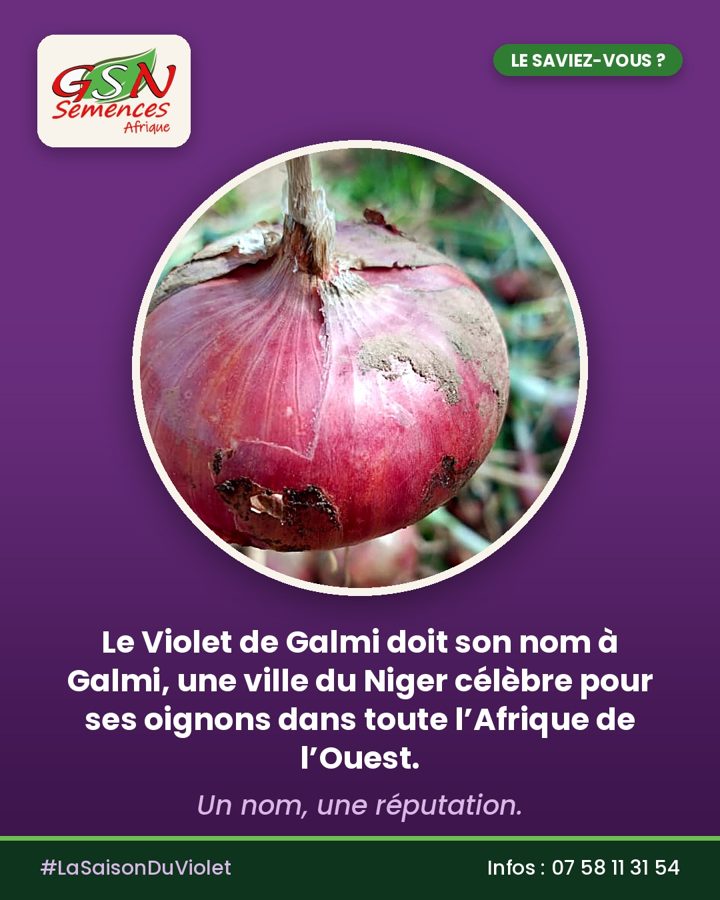 GSN
Semences
Afrique
LE SAVIEZ-VOUS ?
Le Violet de Galmi doit son nom à
Galmi, une ville du Niger célèbre pour
ses oignons dans toute l’Afrique de
l’Ouest.
Un nom, une réputation.
#LaSaisonDuViolet
Infos : 07 58 11 31 54